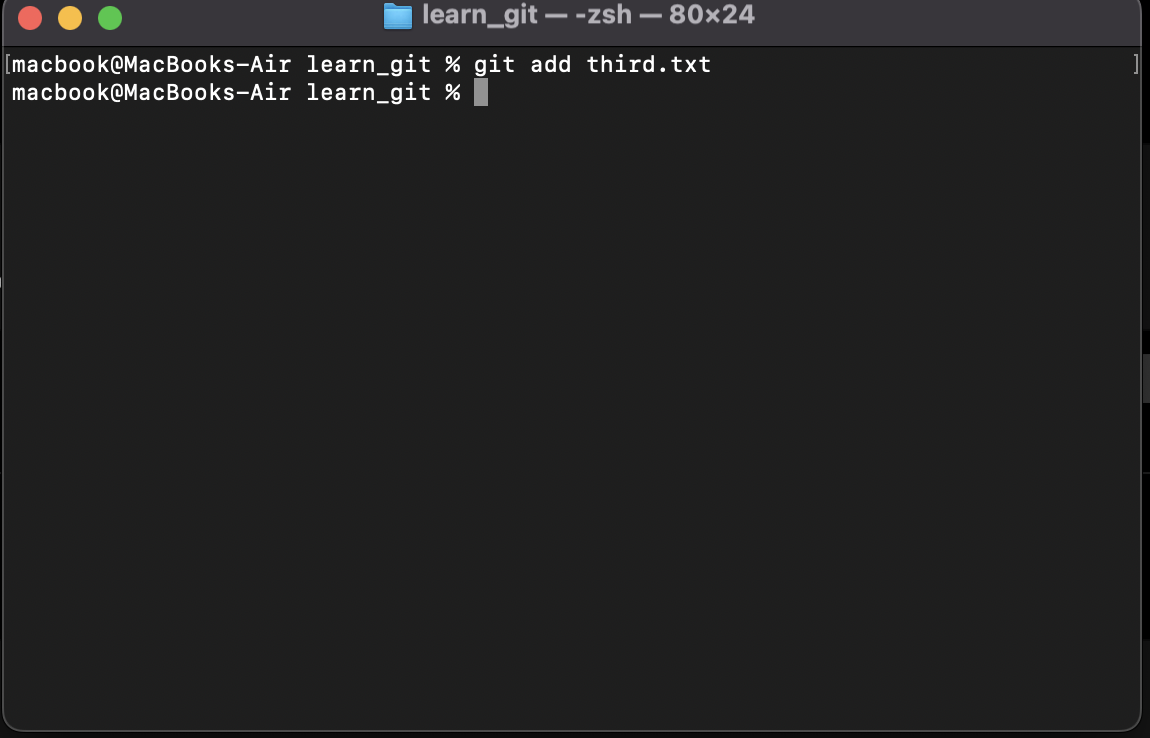 learn_git — -zsh — 80×24
[macbook@MacBooks-Air learn_git % git add third.txt ]
macbook@MacBooks-Air learn_git %